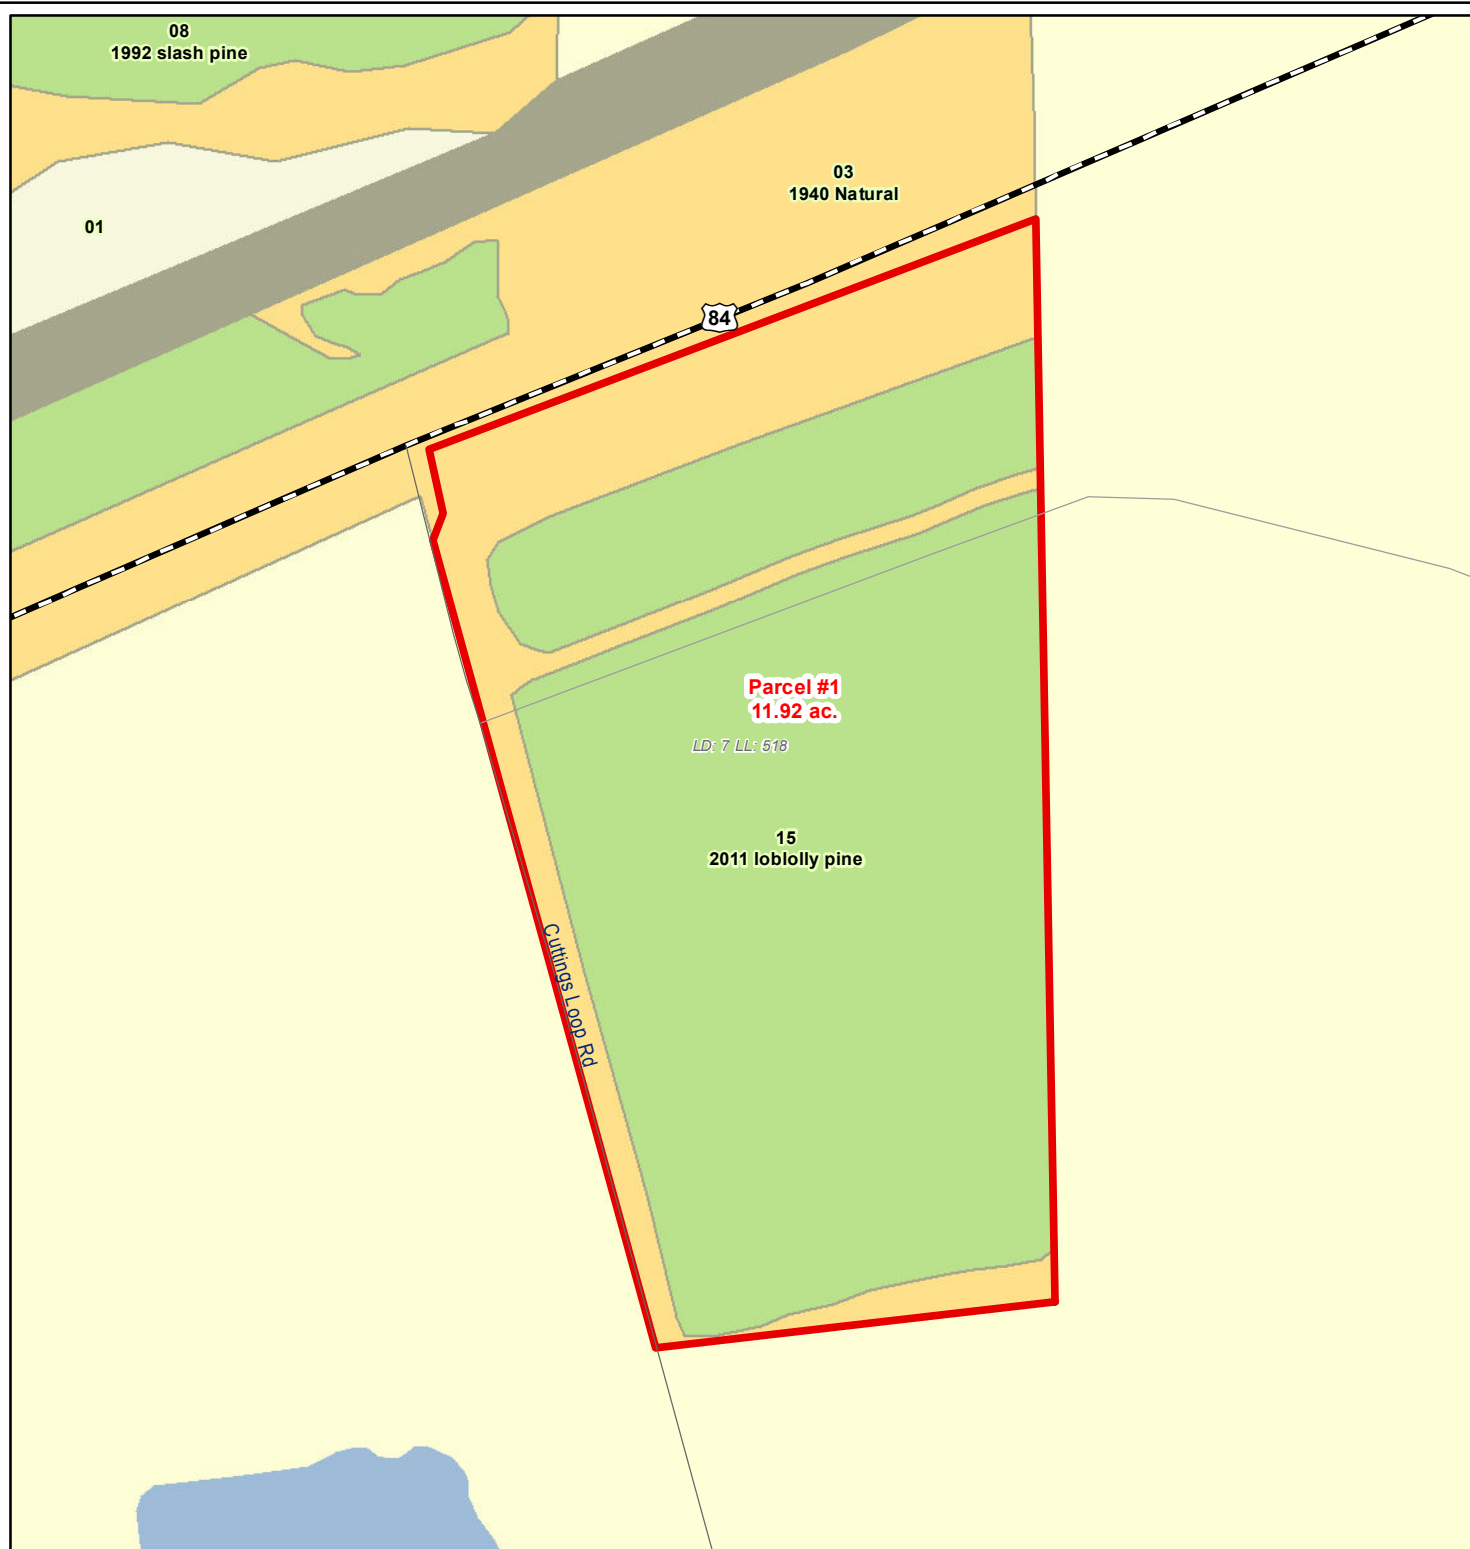 08
1992 slash pine
03
1940 Natural
01
84
Parcel #1
11.92 ac.
LD: 7 LL: 518
15
2011 loblolly pine
Cuttings Loop Rd